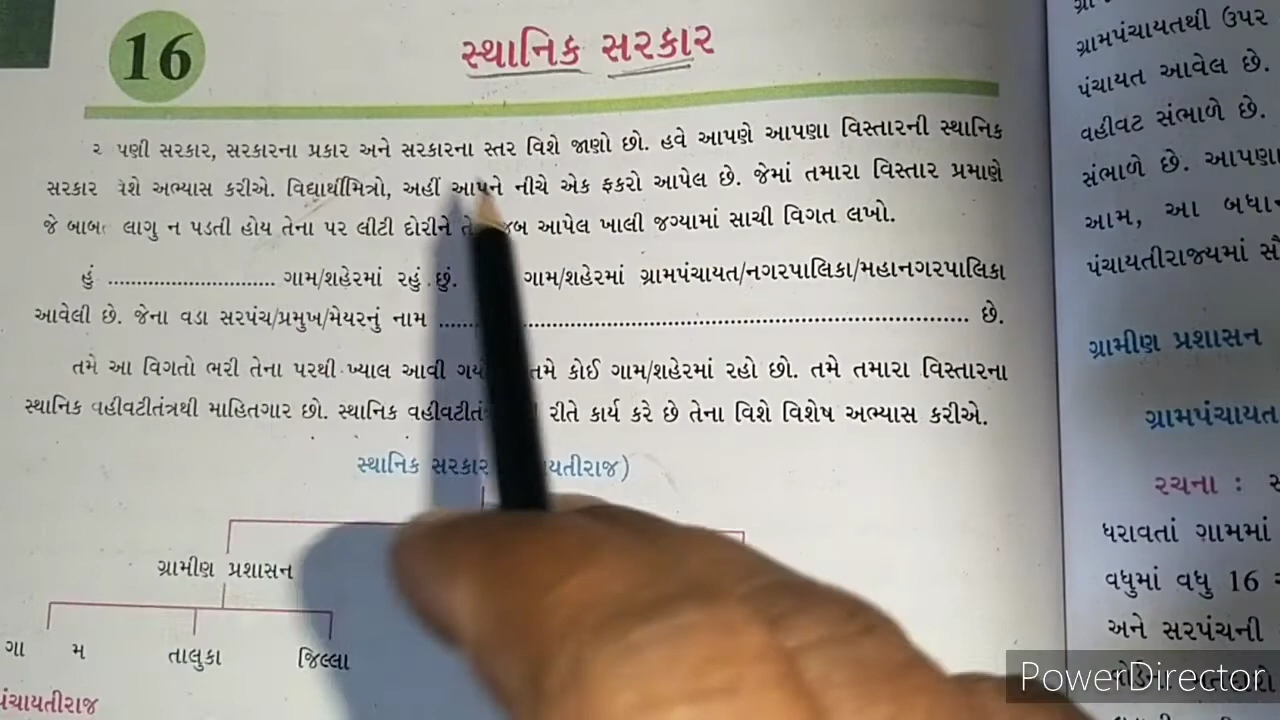 16
સ્થાનિક સરકાર
પણી સરકાર, સરકારના પ્રકાર અને સરકારના સ્તર વિશે જાણો છો. હવે આપણે આપણા વિસ્તારની સ્થાનિક
સરકાર અભ્યાસ કરીએ. વિદ્યાર્થીમિત્રો, અહીં આપને નીચે એક ફકરો આપેલ છે. જેમાં તમારા વિસ્તાર પ્રમાણે
જે બાબત લાગુ ન પડતી હોય તેના પર લીટી દોરીને આપેલ ખાલી જગ્યામાં સાચી વિગત લખો.
હું ............................ ગામ/શહેરમાં રહું છું. ગામ/શહેરમાં ગ્રામપંચાયત/નગરપાલિકા/મહાનગરપાલિકા
આવેલી છે. જેના વડા સરપંચ/પ્રમુખ/મેયરનું નામ ........................................................................ છે.
તમે આ વિગતો ભરી તેના પરથી ખ્યાલ આવી તમે કોઈ ગામ/શહેરમાં રહો છો. તમે તમારા વિસ્તારના
સ્થાનિક વહીવટીતંત્રથી માહિતગાર છો. સ્થાનિક રીતે કાર્ય કરે છે તેના વિશે વિશેષ અભ્યાસ કરીએ.
સ્થાનિક સરકાર
ગ્રામીણ પ્રશાસન
ગા મ તાલુકા જિલ્લા
પંચાયતીરાજ
ગ્રામપંચાયતથી ઉપર
પંચાયત આવેલ છે.
વહીવટ સંભાળે છે.
સંભાળે છે. આપણા
આમ, આ બધા
પંચાયતીરાજ્યમાં
ગ્રામીણ પ્રશાસન
ગ્રામપંચાયત
રચના :
ધરાવતાં ગ્રામમાં
વધુમાં વધુ 16
અને સરપંચની
PowerDirector